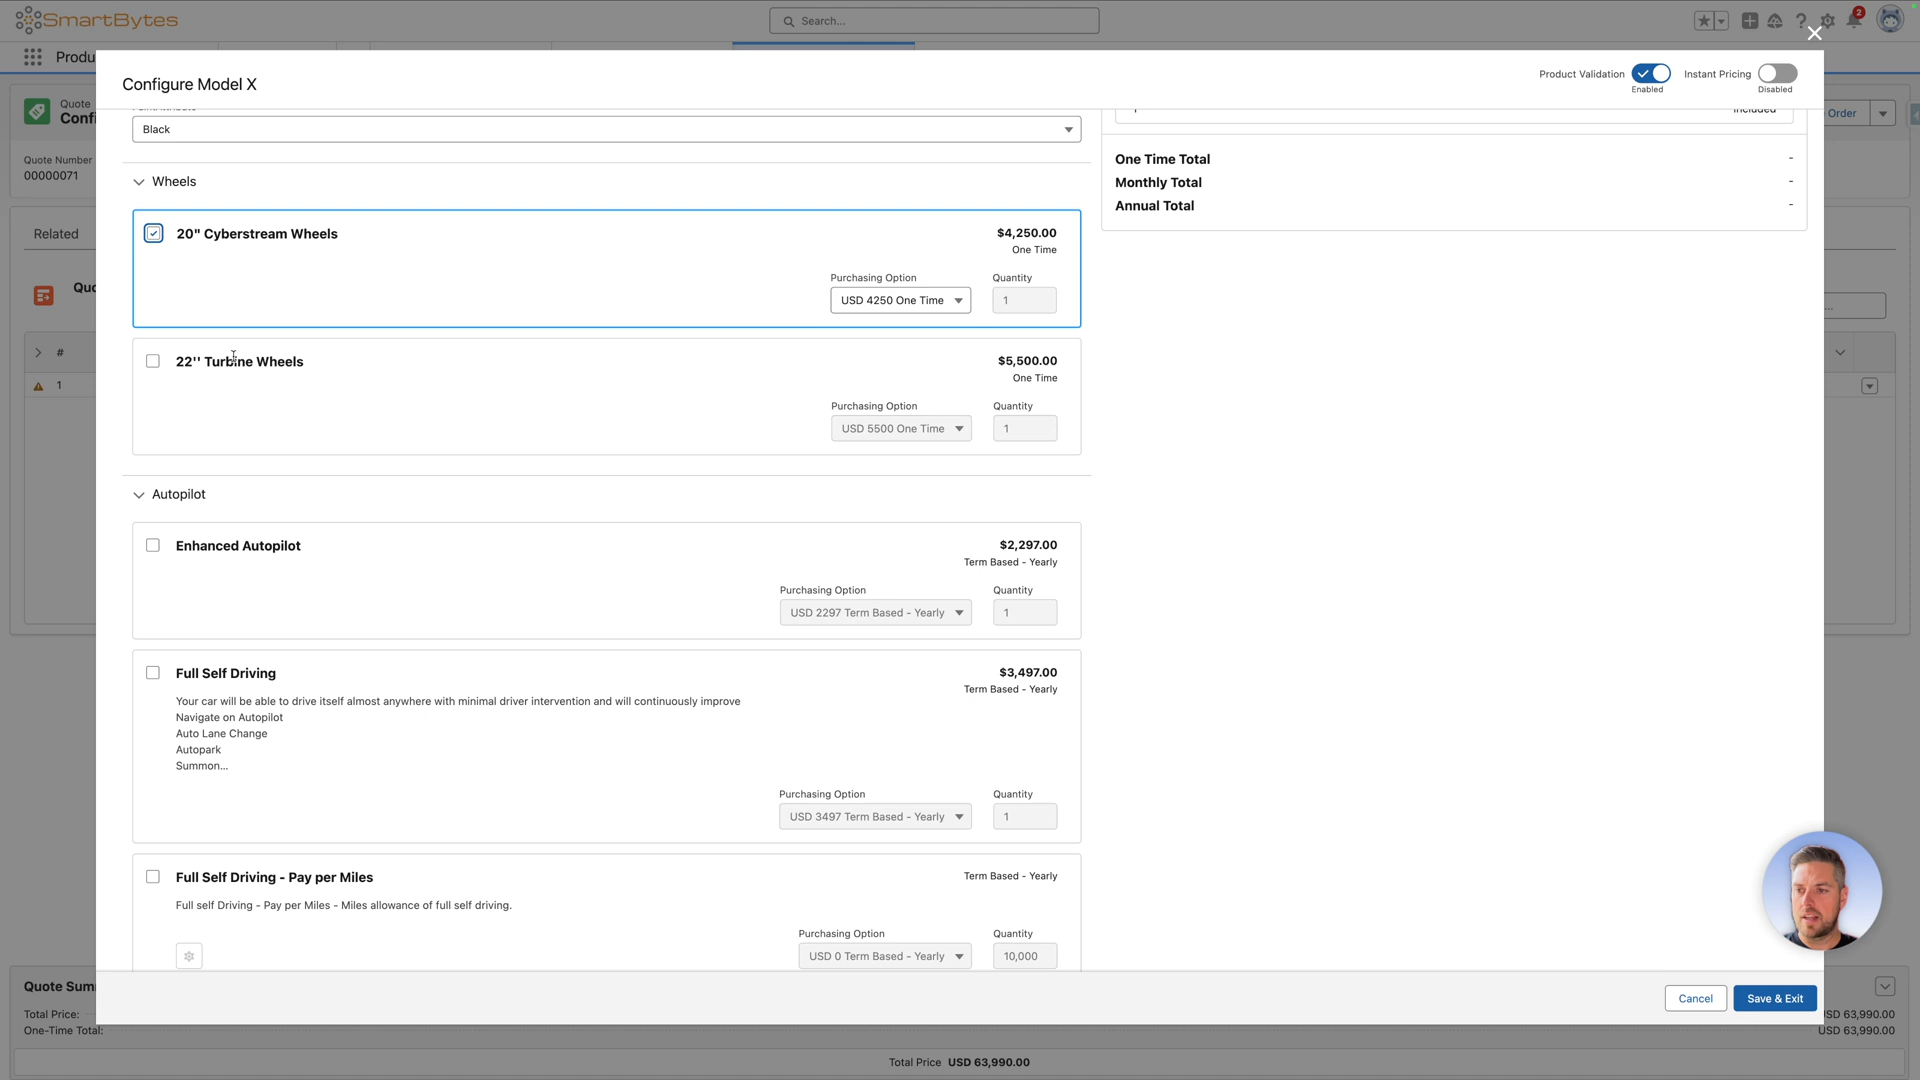 SmartBytes
Search...
2
Produ
Configure Model X
Product Validation
Enabled
Instant Pricing
Disabled
Quote
Confi
Order
Quote Number
00000071
Black
Included
One Time Total -
Monthly Total -
Annual Total -
Wheels
20" Cyberstream Wheels
$4,250.00
One Time
Purchasing Option
Quantity
USD 4250 One Time
1
Related
Quo
#
1
22'' Turbine Wheels
$5,500.00
One Time
Purchasing Option
Quantity
USD 5500 One Time
1
Autopilot
Enhanced Autopilot
$2,297.00
Term Based - Yearly
Purchasing Option
Quantity
USD 2297 Term Based - Yearly
1
Full Self Driving
$3,497.00
Term Based - Yearly
Your car will be able to drive itself almost anywhere with minimal driver intervention and will continuously improve
Navigate on Autopilot
Auto Lane Change
Autopark
Summon...
Purchasing Option
Quantity
USD 3497 Term Based - Yearly
1
Full Self Driving - Pay per Miles
Term Based - Yearly
Full self Driving - Pay per Miles - Miles allowance of full self driving.
Purchasing Option
Quantity
USD 0 Term Based - Yearly
10,000
Cancel
Save & Exit
Quote Sum
Total Price:
USD 63,990.00
One-Time Total:
USD 63,990.00
Total Price USD 63,990.00